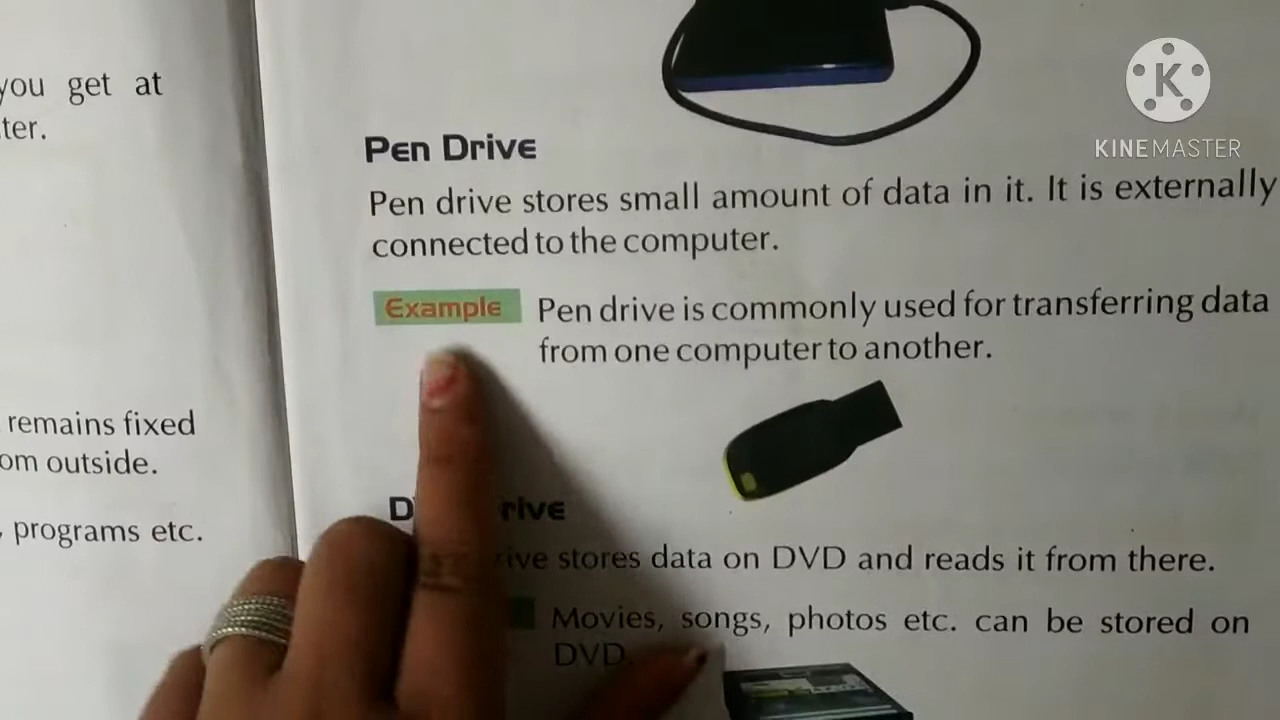 you get at
ter.
remains fixed
om outside.
programs etc.
K
KINEMASTER
Pen Drive
Pen drive stores small amount of data in it. It is externally
connected to the computer.
Example Pen drive is commonly used for transferring data
from one computer to another.
rive
rive stores data on DVD and reads it from there.
Movies, songs, photos etc. can be stored on
DVD.